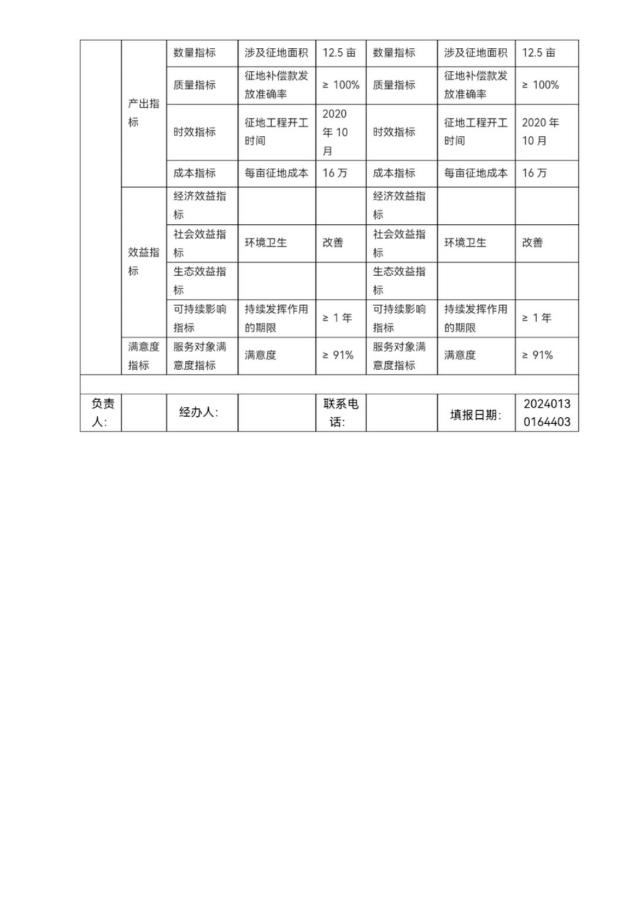 数量指标 涉及征地面积 12.5 亩 数量指标 涉及征地面积 12.5 亩
产出指标
质量指标 征地补偿款发放准确率 ≥ 100% 质量指标 征地补偿款发放准确率 ≥ 100%
时效指标 征地工程开工时间 2020 年 10 月 时效指标 征地工程开工时间 2020 年 10 月
成本指标 每亩征地成本 16 万 成本指标 每亩征地成本 16 万
效益指标
经济效益指标 经济效益指标
社会效益指标 环境卫生 改善 社会效益指标 环境卫生 改善
生态效益指标 生态效益指标
可持续影响指标 持续发挥作用的期限 ≥ 1 年 可持续影响指标 持续发挥作用的期限 ≥ 1 年
满意度指标 服务对象满意度指标 满意度 ≥ 91% 服务对象满意度指标 满意度 ≥ 91%
负责人: 经办人: 联系电话: 填报日期: 20240130164403